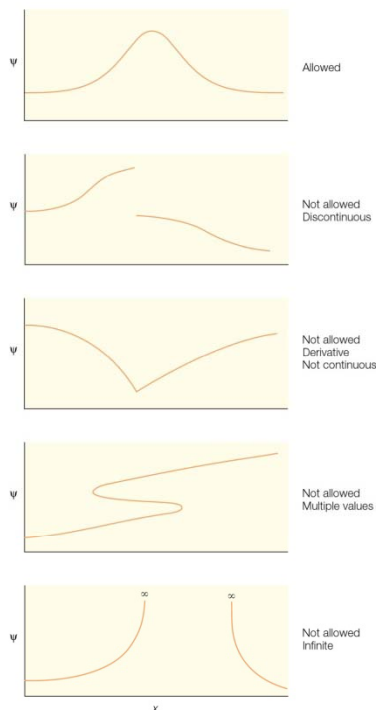 ψ
Allowed
ψ
Not allowed
Discontinuous
ψ
Not allowed
Derivative
Not continuous
ψ
Not allowed
Multiple values
∞ ∞
ψ
Not allowed
Infinite
x